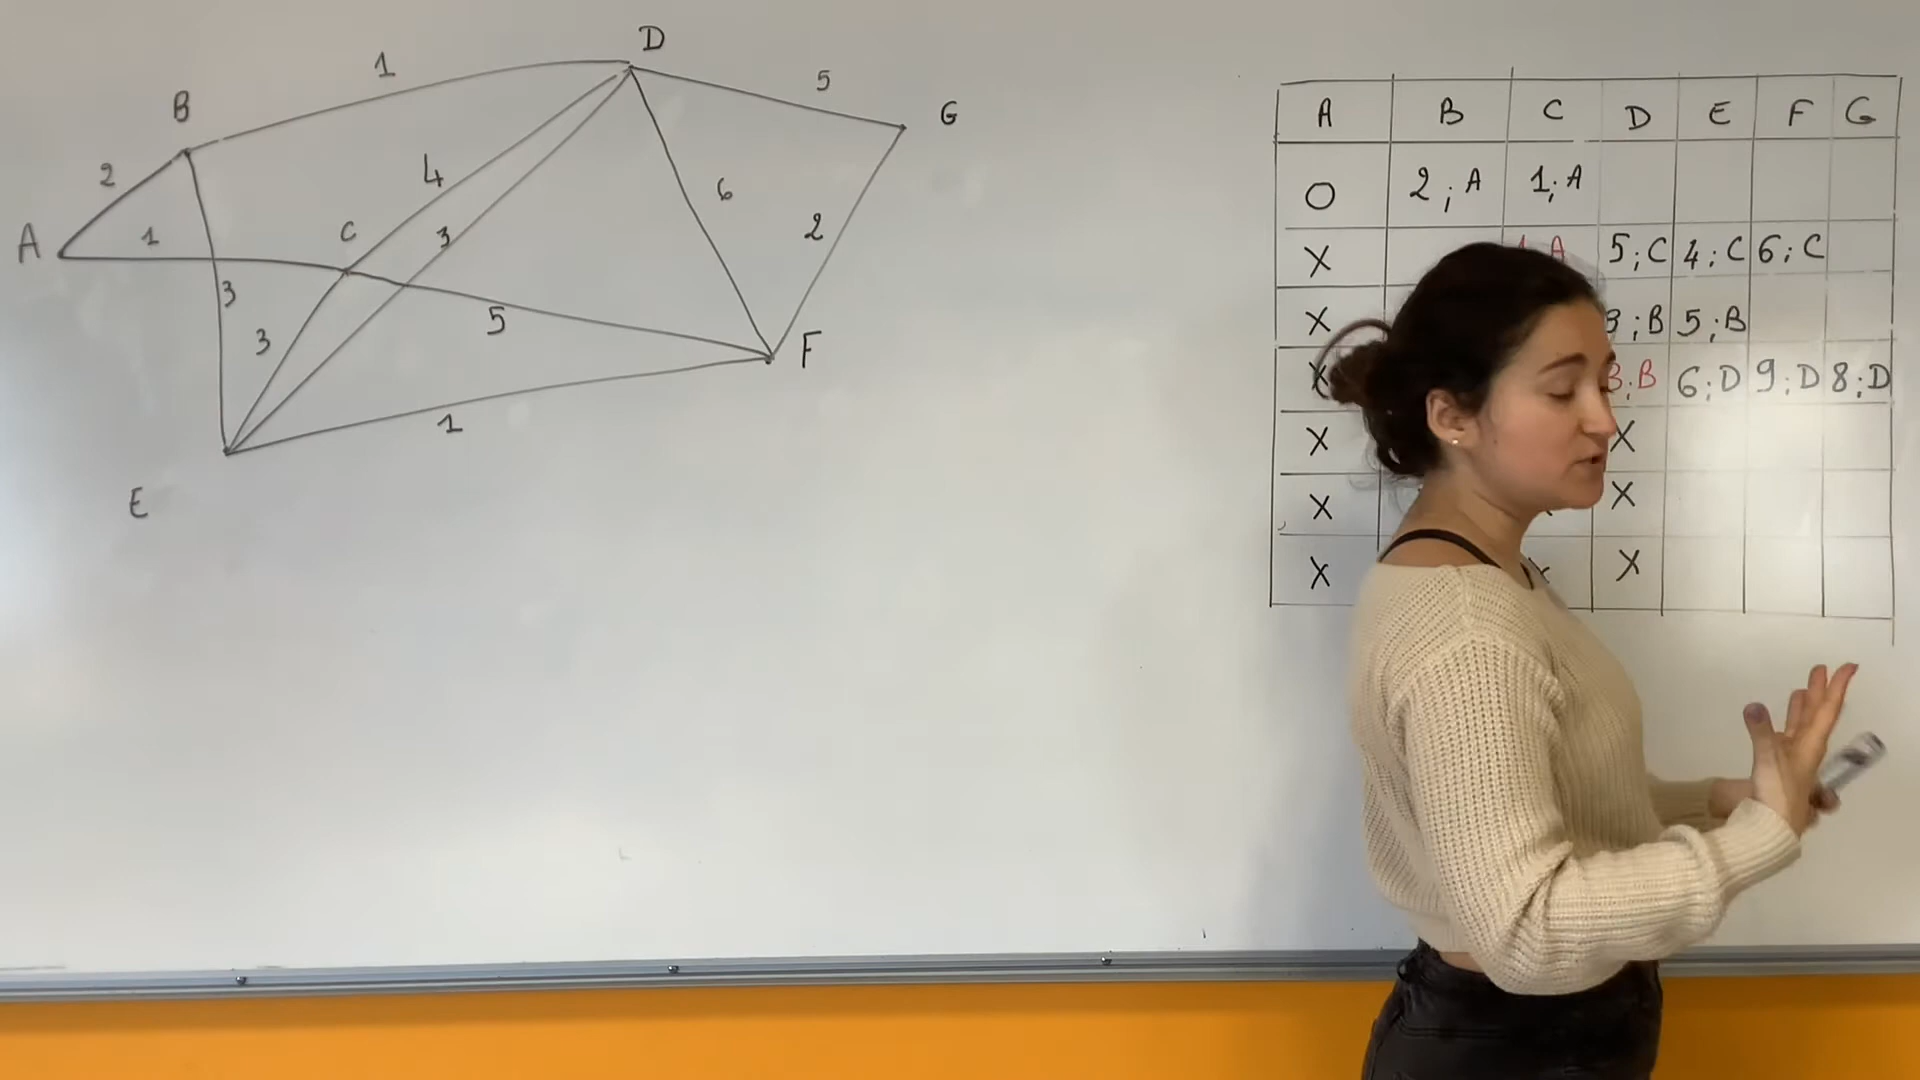 D
1
5
B
G
2
4
6
A
1
C
3
2
3
3
5
F
1
E
A B C D E F G
0 2;A 1;A
X A 5;C 4;C 6;C
X 3;B 5;B
X 3;B 6;D 9;D 8;D
X X
X X
X X